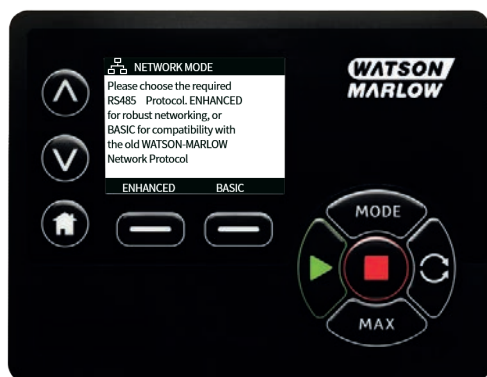 NETWORK MODE
Please choose the required
RS485 Protocol. ENHANCED
for robust networking, or
BASIC for compatibility with
the old WATSON-MARLOW
Network Protocol
ENHANCED BASIC
WATSON
MARLOW
MODE
MAX